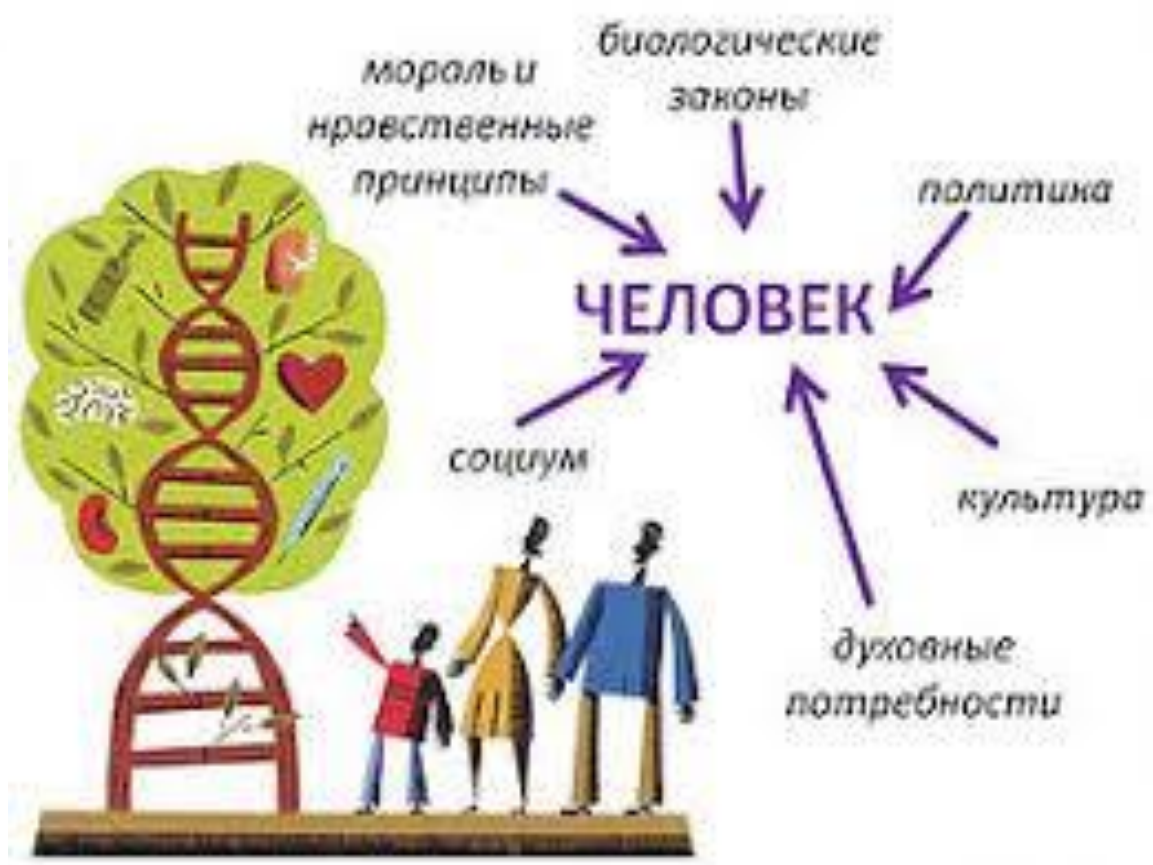 биологические
законы
мораль и
нравственные
принципы
политика
ЧЕЛОВЕК
социум
культура
духовные
потребности